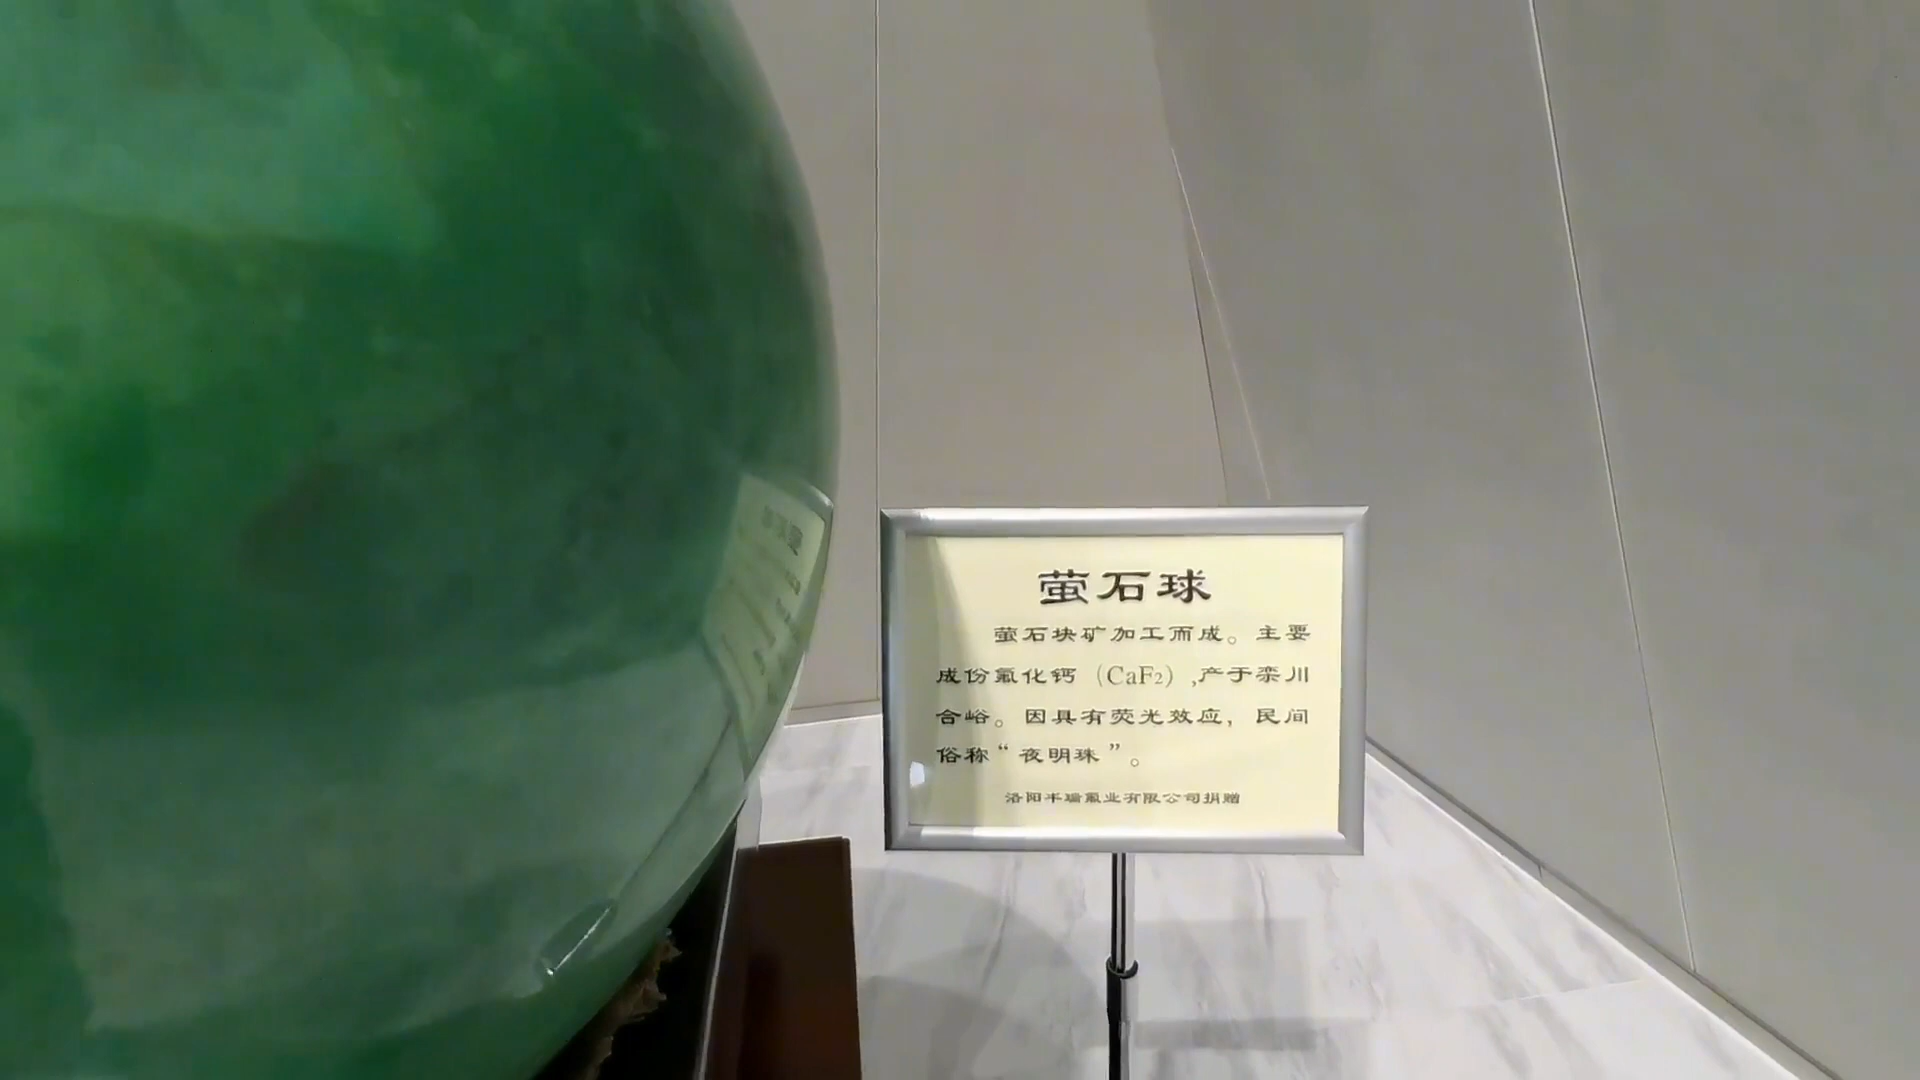 萤石球
萤石块矿加工而成。主要
成份氟化钙（CaF₂）,产于栾川
合峪。因具有荧光效应，民间
俗称“夜明珠”。
洛阳丰瑞氟业有限公司捐赠